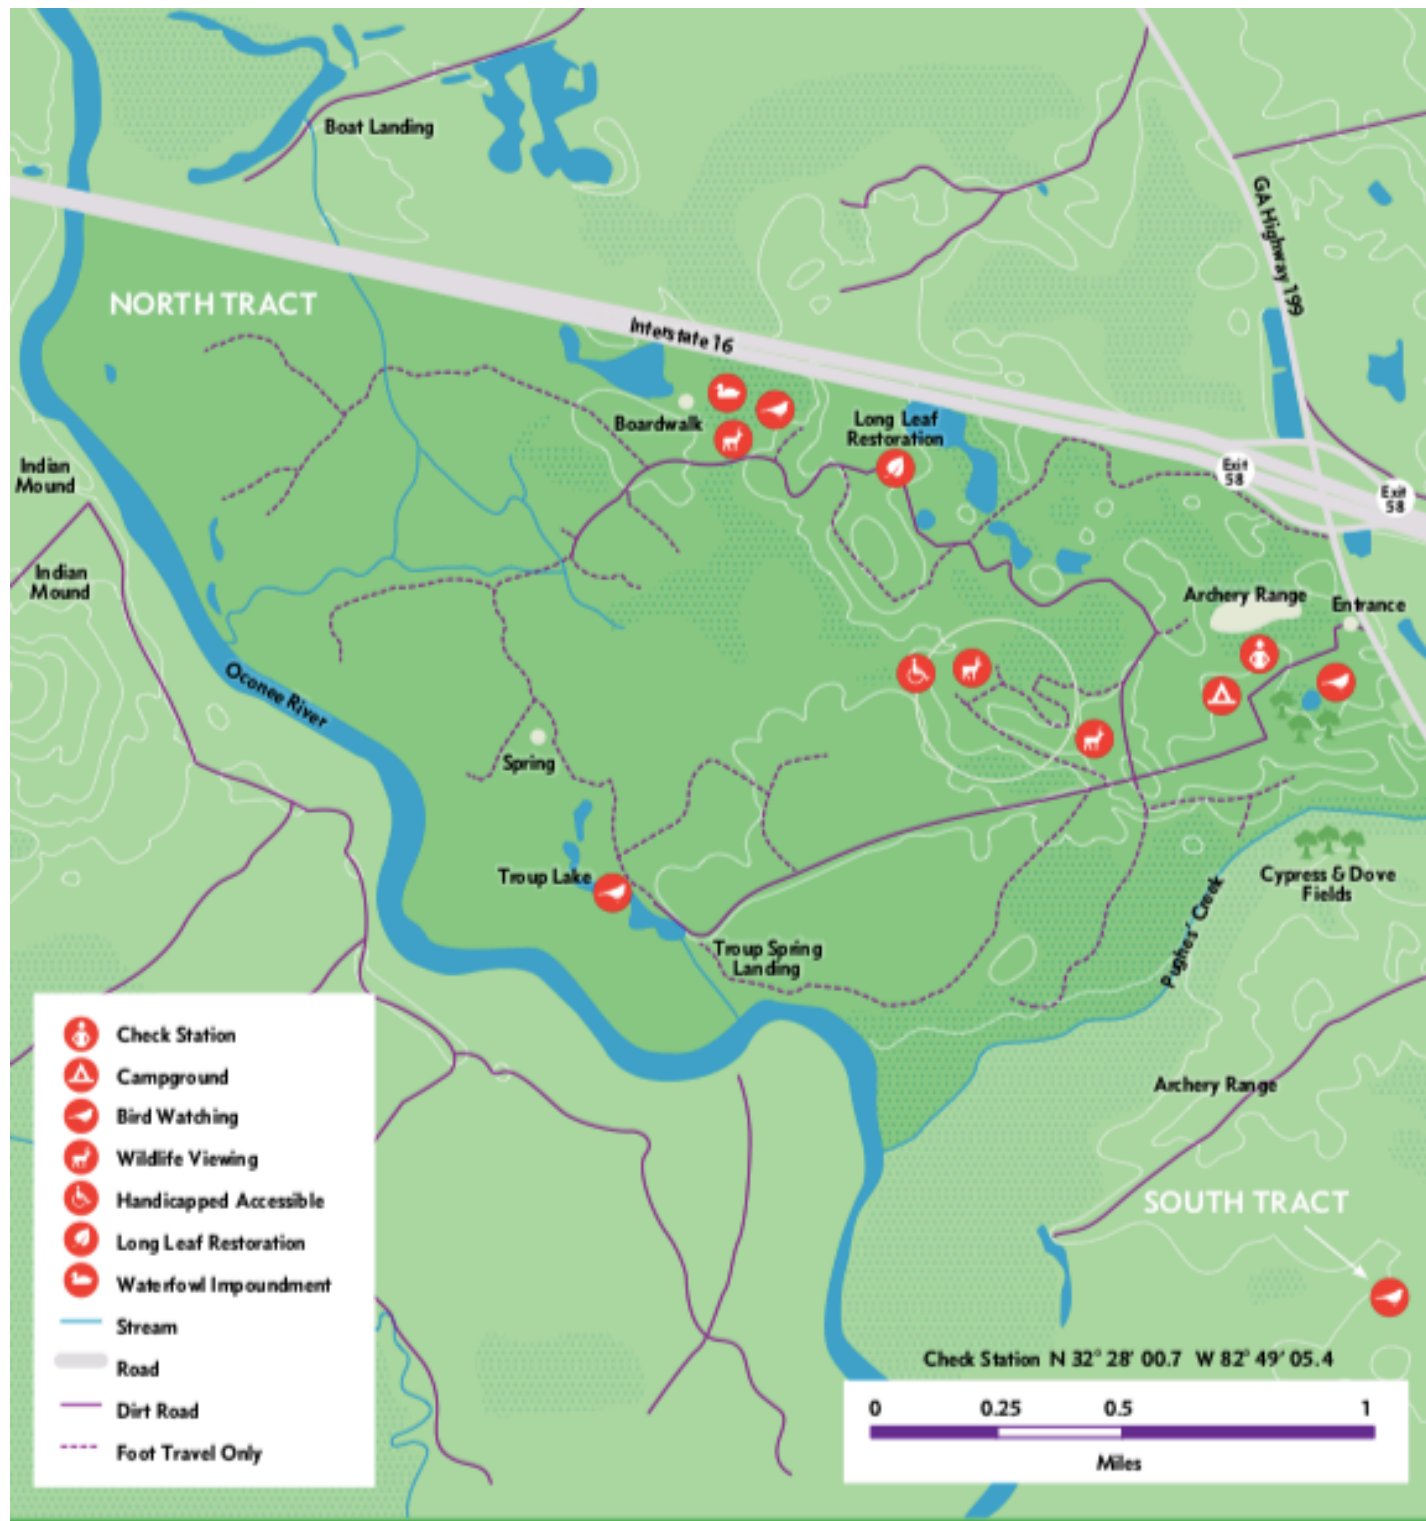 Boat Landing
GA Highway 199
NORTH TRACT
Interstate 16
Boardwalk
Long Leaf
Restoration
Exit
58
Exit
58
Indian
Mound
Indian
Mound
Archery Range
Entrance
Oconee River
Spring
Troup Lake
Cypress & Dove
Fields
Pughes' Creek
Troup Spring
Landing
Archery Range
SOUTH TRACT
Check Station
Campground
Bird Watching
Wildlife Viewing
Handicapped Accessible
Long Leaf Restoration
Waterfowl Impoundment
Stream
Road
Dirt Road
Foot Travel Only
Check Station N 32° 28' 00.7 W 82° 49' 05.4
0 0.25 0.5 1
Miles